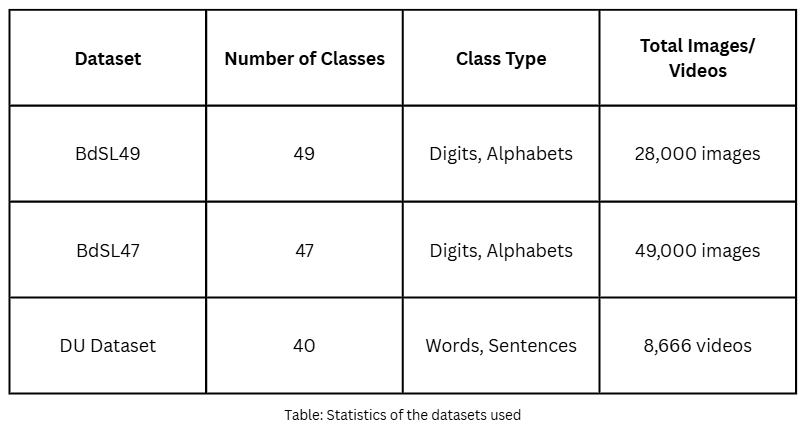 Dataset Number of Classes Class Type Total Images/
Videos
BdSL49 49 Digits, Alphabets 28,000 images
BdSL47 47 Digits, Alphabets 49,000 images
DU Dataset 40 Words, Sentences 8,666 videos
Table: Statistics of the datasets used